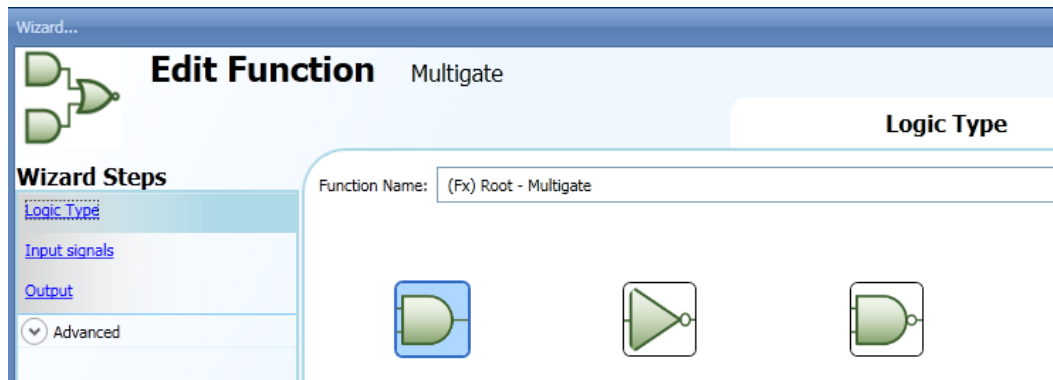 Wizard...
Edit Function Multigate
Logic Type
Wizard Steps
Function Name: (Fx) Root - Multigate
Logic Type
Input signals
Output
Advanced